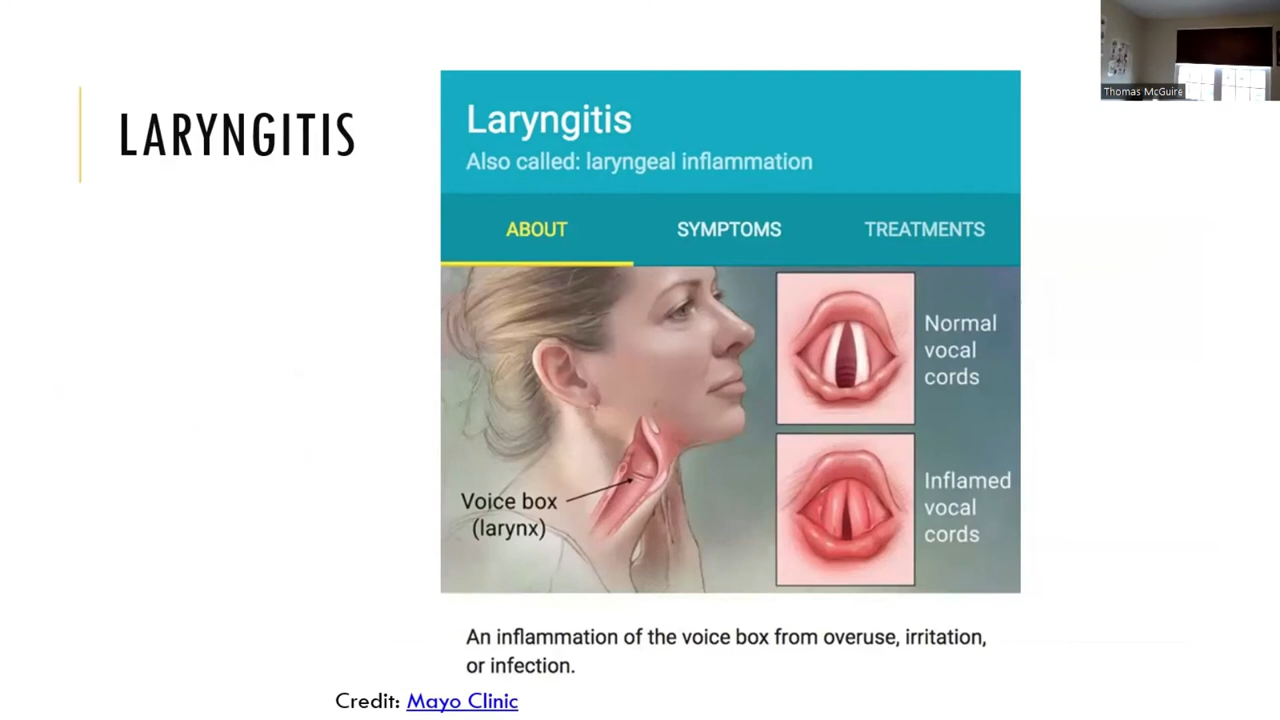 LARYNGITIS
Laryngitis
Also called: laryngeal inflammation
ABOUT SYMPTOMS TREATMENTS
Normal
vocal
cords
Voice box
(larynx)
Inflamed
vocal
cords
An inflammation of the voice box from overuse, irritation,
or infection.
Credit: Mayo Clinic
Thomas McGuire